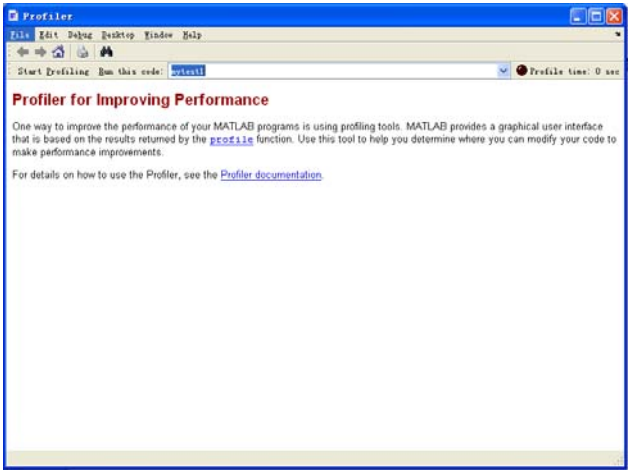 Profiler
File Edit Debug Desktop Window Help
Start Profiling Run this code: mytest1 Profile time: 0 sec
Profiler for Improving Performance
One way to improve the performance of your MATLAB programs is using profiling tools. MATLAB provides a graphical user interface
that is based on the results returned by the profile function. Use this tool to help you determine where you can modify your code to
make performance improvements.
For details on how to use the Profiler, see the Profiler documentation.